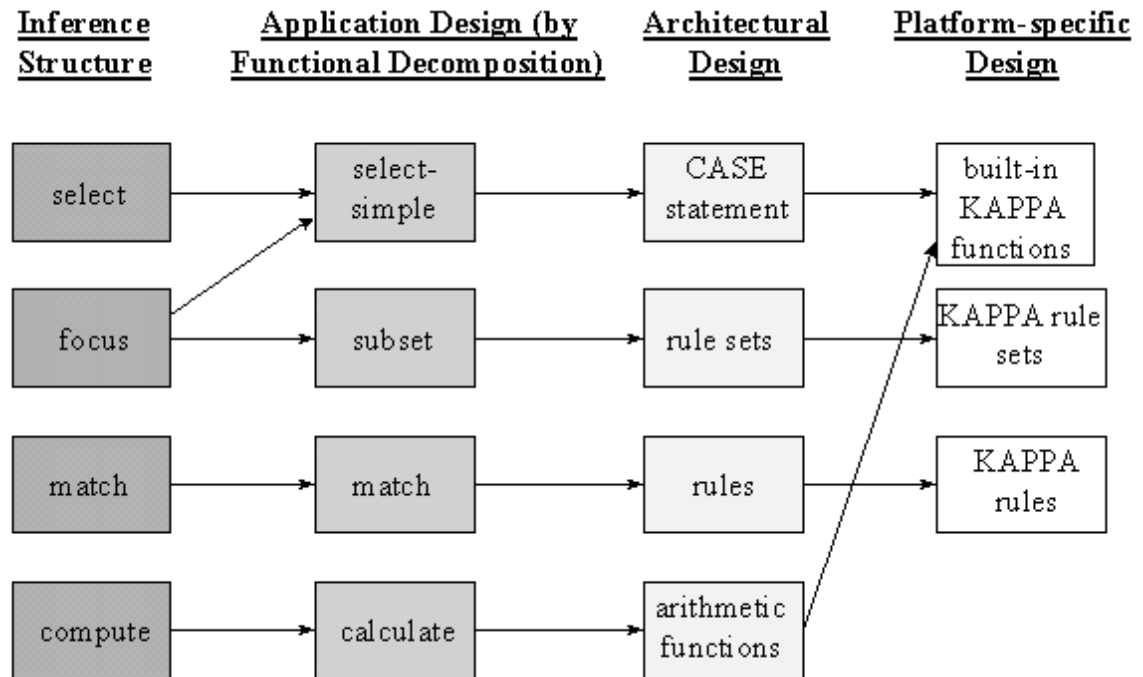 Inference
Structure
Application Design (by
Functional Decomposition)
Architectural
Design
Platform-specific
Design
select
select-
simple
CASE
statement
built-in
KAPPA
functions
focus
subset
rule sets
KAPPA rule
sets
match
match
rules
KAPPA
rules
compute
calculate
arithmetic
functions